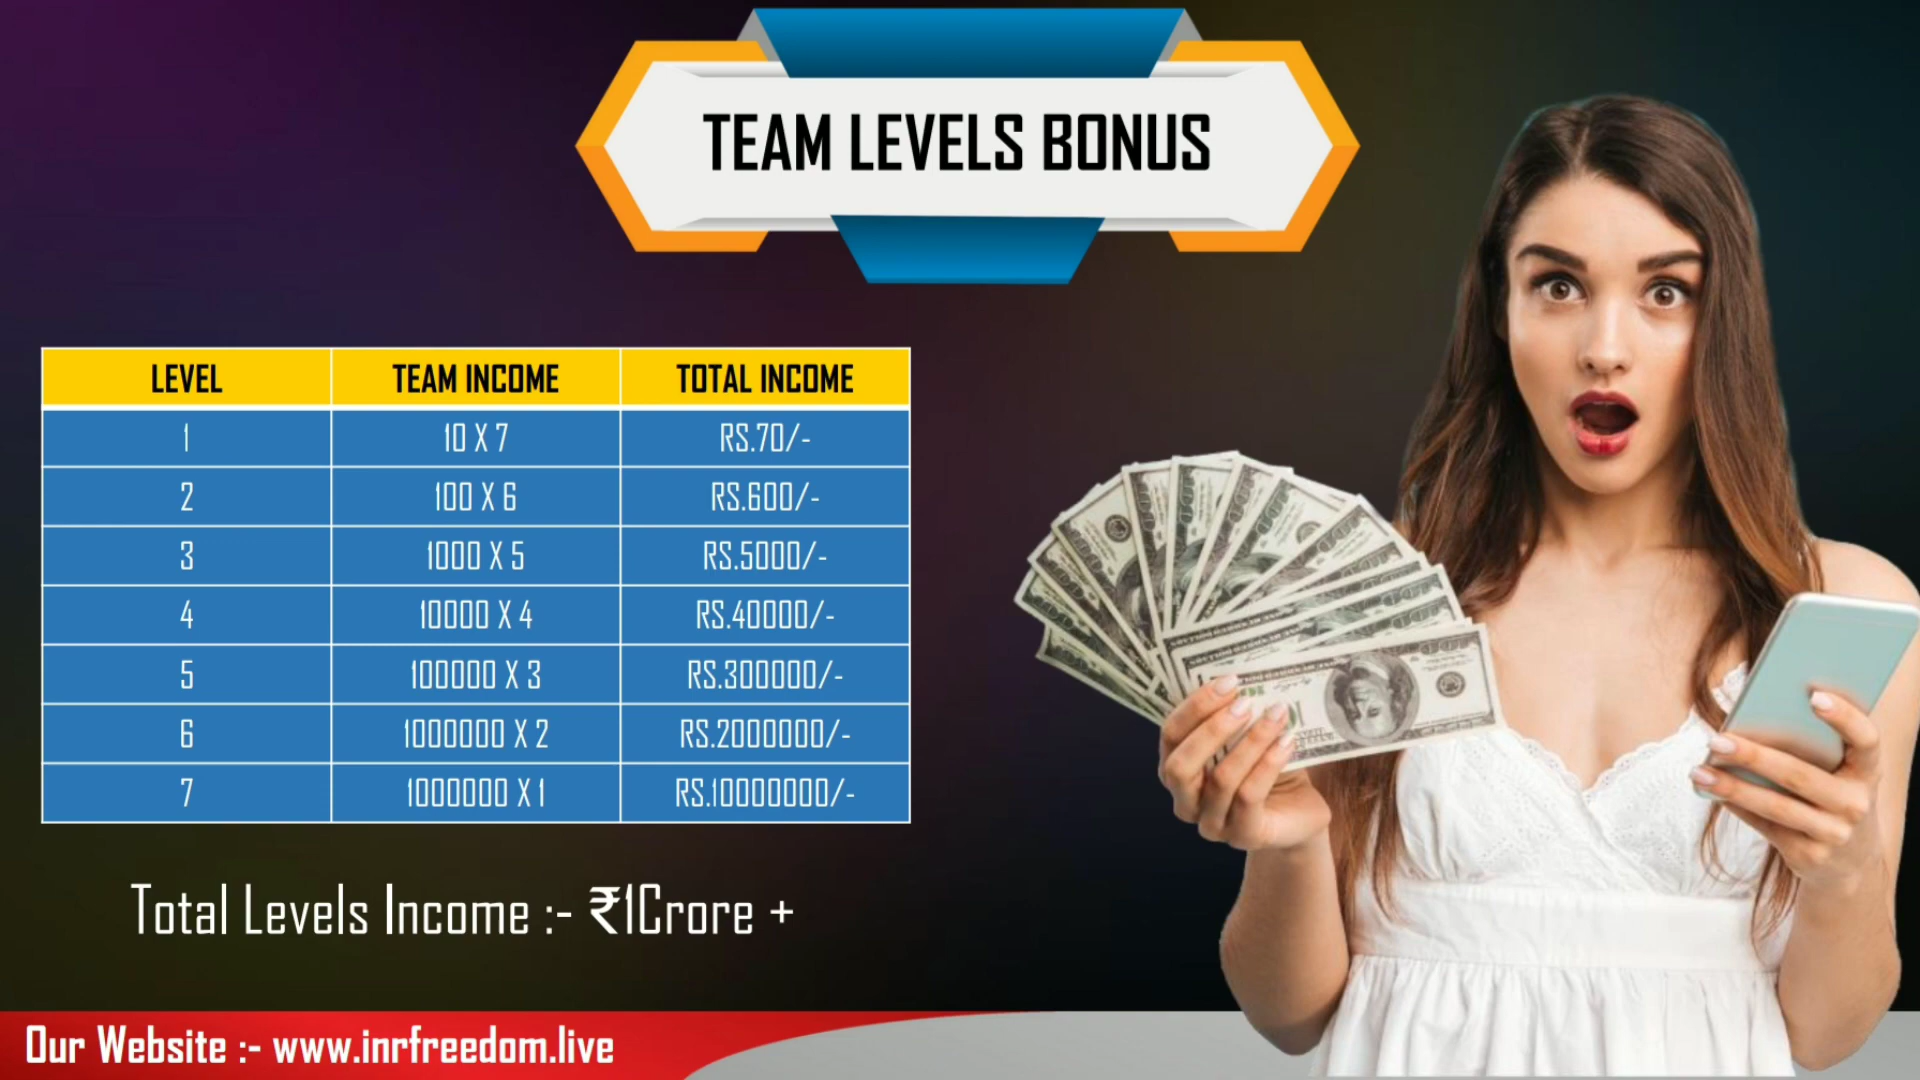 TEAM LEVELS BONUS
LEVEL TEAM INCOME TOTAL INCOME
1 10 X 7 RS.70/-
2 100 X 6 RS.600/-
3 1000 X 5 RS.5000/-
4 10000 X 4 RS.40000/-
5 100000 X 3 RS.300000/-
6 1000000 X 2 RS.2000000/-
7 1000000 X 1 RS.10000000/-
Total Levels Income :- ₹1Crore +
Our Website :- www.inrfreedom.live